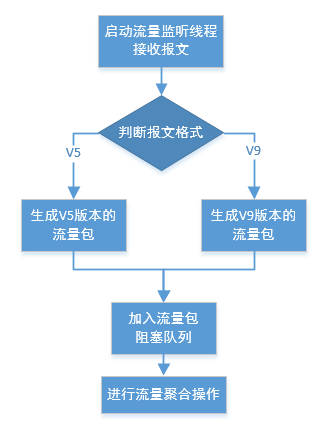 启动流量监听线程
接收报文
判断报文格式
V5
V9
生成V5版本的
流量包
生成V9版本的
流量包
加入流量包
阻塞队列
进行流量聚合操作